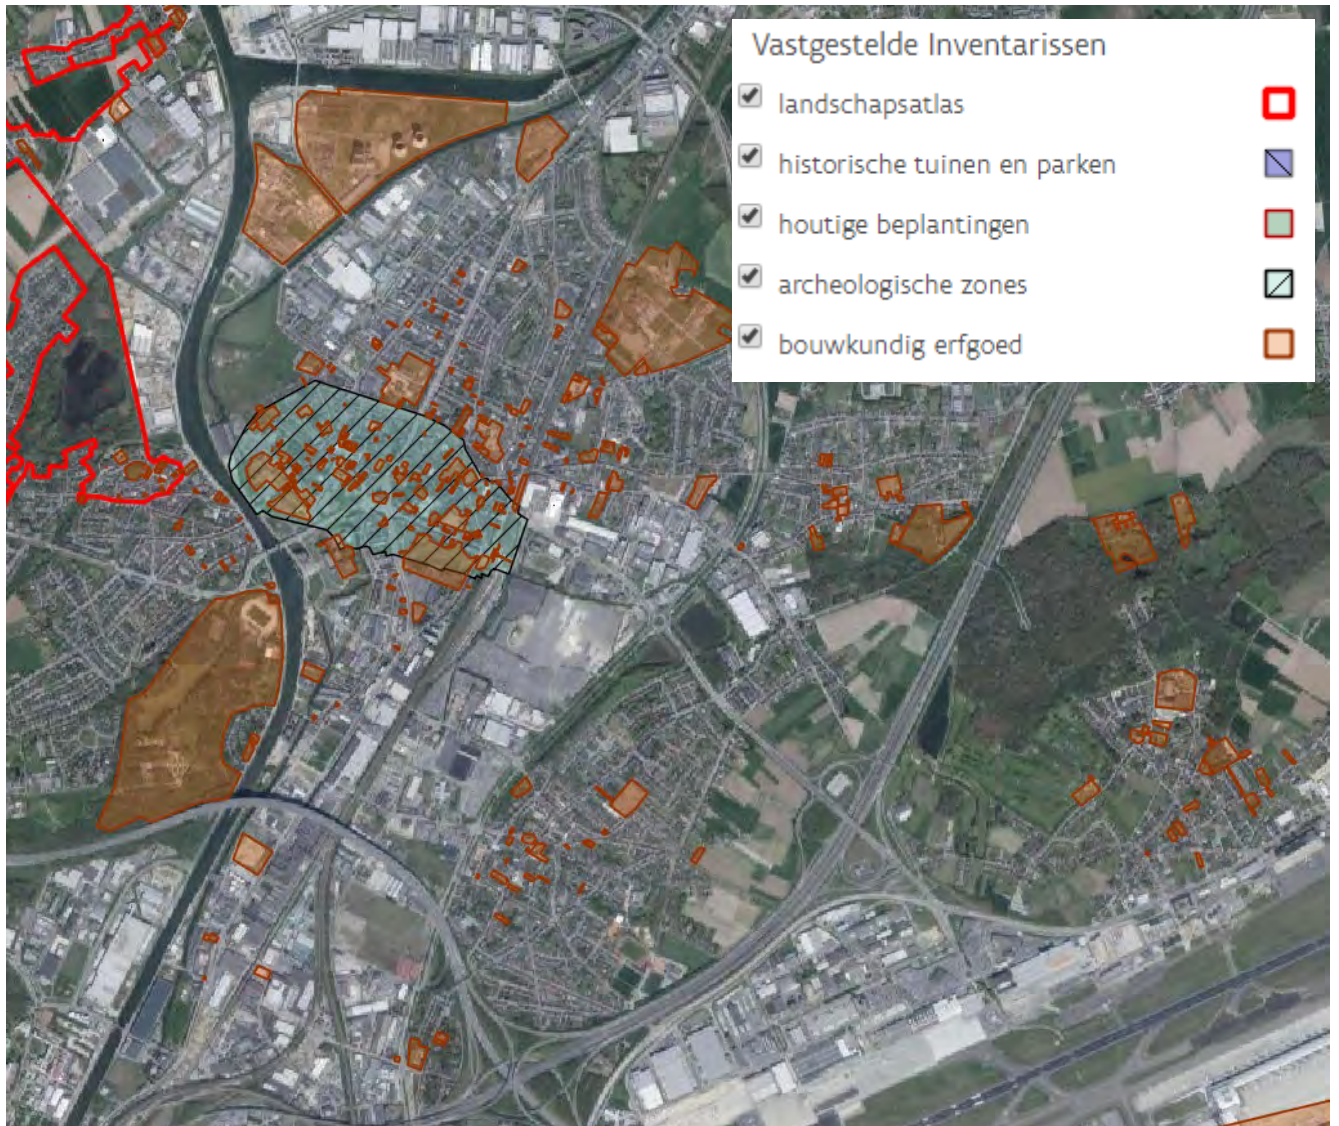 Vastgestelde Inventarissen
landschapsatlas
historische tuinen en parken
houtige beplantingen
archeologische zones
bouwkundig erfgoed